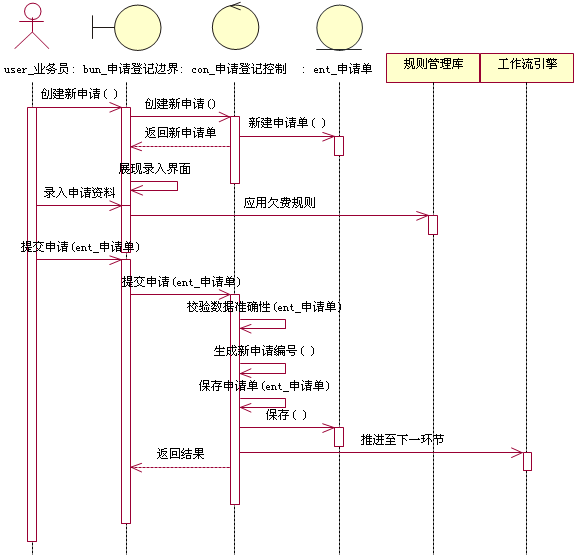 user_业务员
: bun_申请登记边界
: con_申请登记控制
: ent_申请单
规则管理库
工作流引擎
创建新申请( )
创建新申请()
新建申请单( )
返回新申请单
展现录入界面
录入申请资料
应用欠费规则
提交申请(ent_申请单)
提交申请(ent_申请单)
校验数据准确性(ent_申请单)
生成新申请编号( )
保存申请单(ent_申请单)
保存( )
推进至下一环节
返回结果